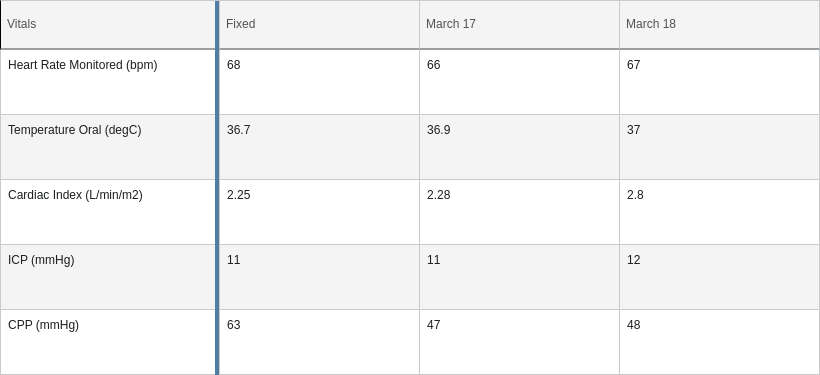 Vitals Fixed March 17 March 18
Heart Rate Monitored (bpm) 68 66 67
Temperature Oral (degC) 36.7 36.9 37
Cardiac Index (L/min/m2) 2.25 2.28 2.8
ICP (mmHg) 11 11 12
CPP (mmHg) 63 47 48